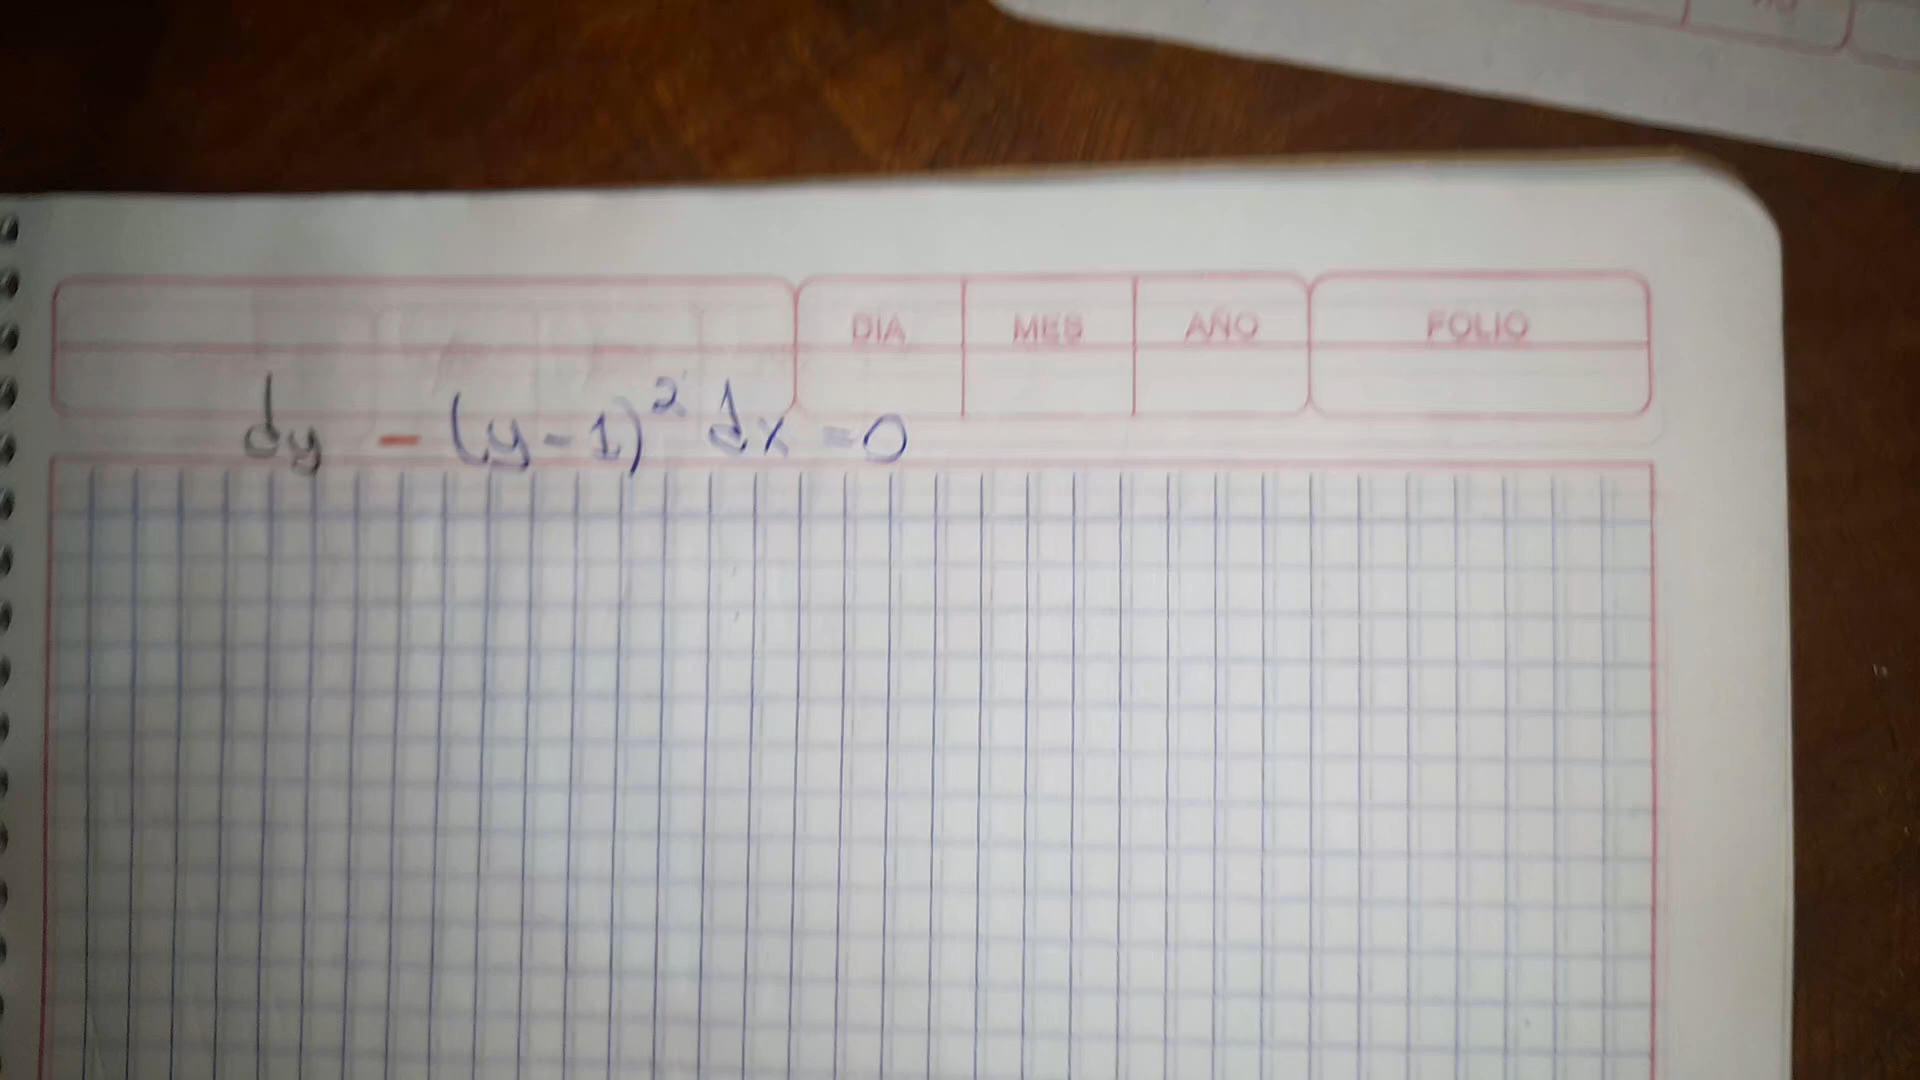 DIA MES AÑO FOLIO
dy - (y-1)² dx = 0